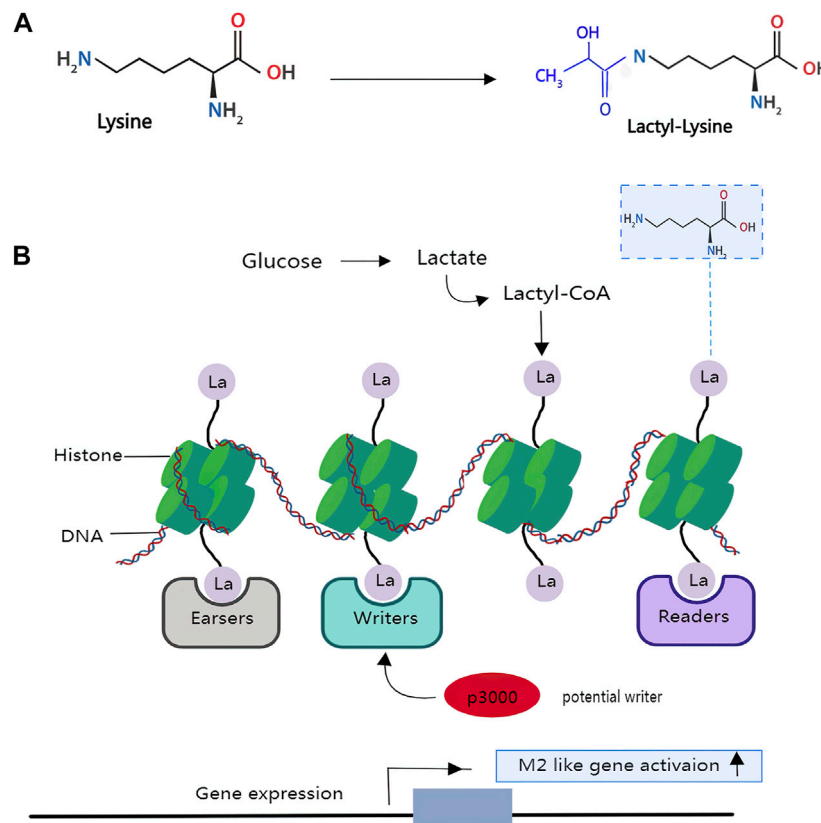 A
H₂N
O
OH
NH₂
Lysine
OH
CH₃
N
O
O
OH
NH₂
Lactyl-Lysine
B
H₂N
O
OH
NH₂
Glucose
Lactate
Lactyl-CoA
La
La
La
La
Histone
DNA
La
La
La
La
Earsers
Writers
Readers
p3000
potential writer
M2 like gene activaion
Gene expression